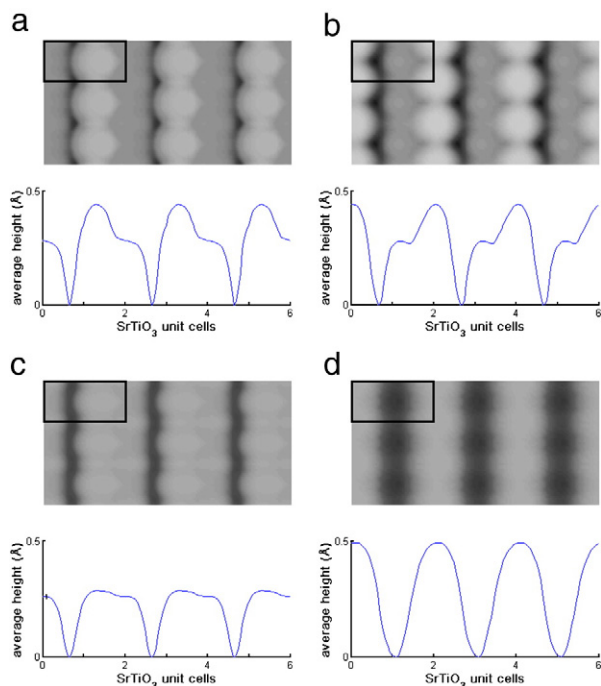 a
b
0.5
average height (Å)
0
0 2 4 6
SrTiO₃ unit cells
0.5
average height (Å)
0
0 2 4 6
SrTiO₃ unit cells
c
d
0.5
average height (Å)
0
0 2 4 6
SrTiO₃ unit cells
0.5
average height (Å)
0
0 2 4 6
SrTiO₃ unit cells